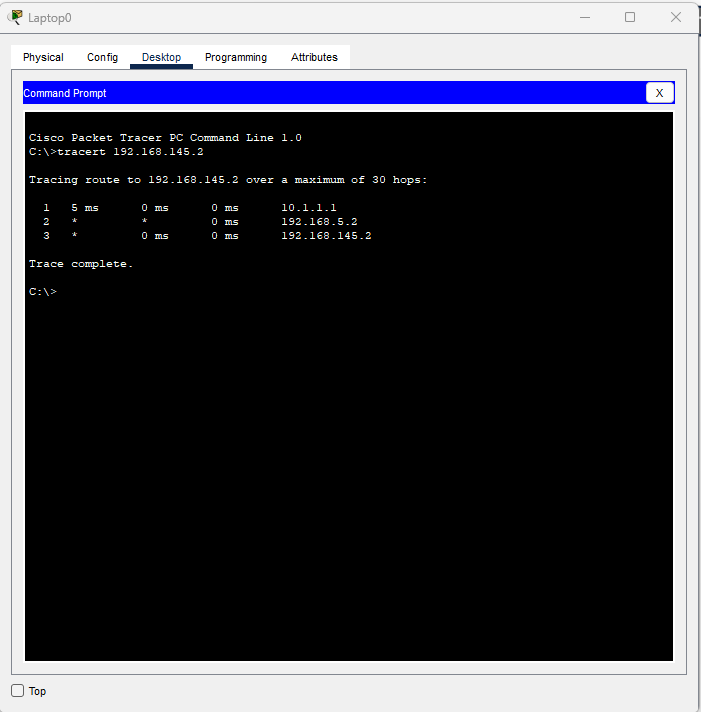 Laptop0
Physical Config Desktop Programming Attributes
Command Prompt
X
Cisco Packet Tracer PC Command Line 1.0
C:\>tracert 192.168.145.2
Tracing route to 192.168.145.2 over a maximum of 30 hops:
1 5 ms 0 ms 0 ms 10.1.1.1
2 * * 0 ms 192.168.5.2
3 * 0 ms 0 ms 192.168.145.2
Trace complete.
C:\>
Top